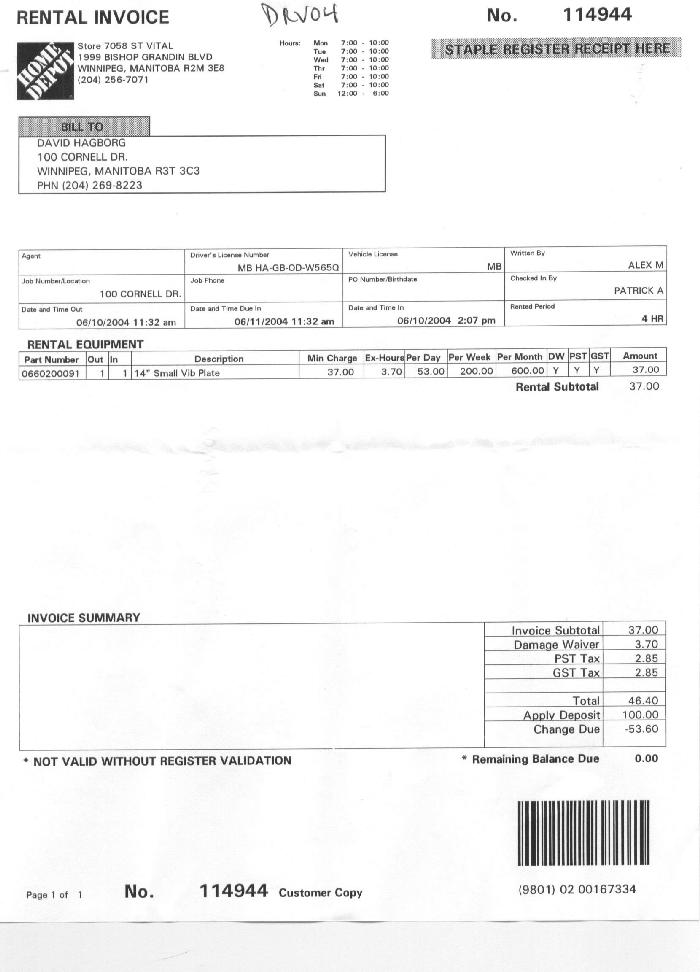 RENTAL INVOICE
DRV04
No. 114944
THE HOME DEPOT
Store 7058 ST VITAL
1999 BISHOP GRANDIN BLVD
WINNIPEG, MANITOBA R2M 3E8
(204) 256-7071
Hours: Mon 7:00 - 10:00
Tue 7:00 - 10:00
Wed 7:00 - 10:00
Thr 7:00 - 10:00
Fri 7:00 - 10:00
Sat 7:00 - 10:00
Sun 12:00 - 6:00
STAPLE REGISTER RECEIPT HERE
BILL TO
DAVID HAGBORG
100 CORNELL DR.
WINNIPEG, MANITOBA R3T 3C3
PHN (204) 269-8223
Agent Driver's License Number Vehicle License Written By
MB HA-GB-OD-W565Q MB ALEX M
Job Number/Location Job Phone PO Number/Birthdate Checked In By
100 CORNELL DR. PATRICK A
Date and Time Out Date and Time Due In Date and Time In Rented Period
06/10/2004 11:32 am 06/11/2004 11:32 am 06/10/2004 2:07 pm 4 HR
RENTAL EQUIPMENT
Part Number Out In Description Min Charge Ex-Hours Per Day Per Week Per Month DW PST GST Amount
0660200091 1 1 14" Small Vib Plate 37.00 3.70 53.00 200.00 600.00 Y Y Y 37.00
Rental Subtotal 37.00
INVOICE SUMMARY
Invoice Subtotal 37.00
Damage Waiver 3.70
PST Tax 2.85
GST Tax 2.85
Total 46.40
Apply Deposit 100.00
Change Due -53.60
* NOT VALID WITHOUT REGISTER VALIDATION
* Remaining Balance Due 0.00
(9801) 02 00167334
Page 1 of 1 No. 114944 Customer Copy